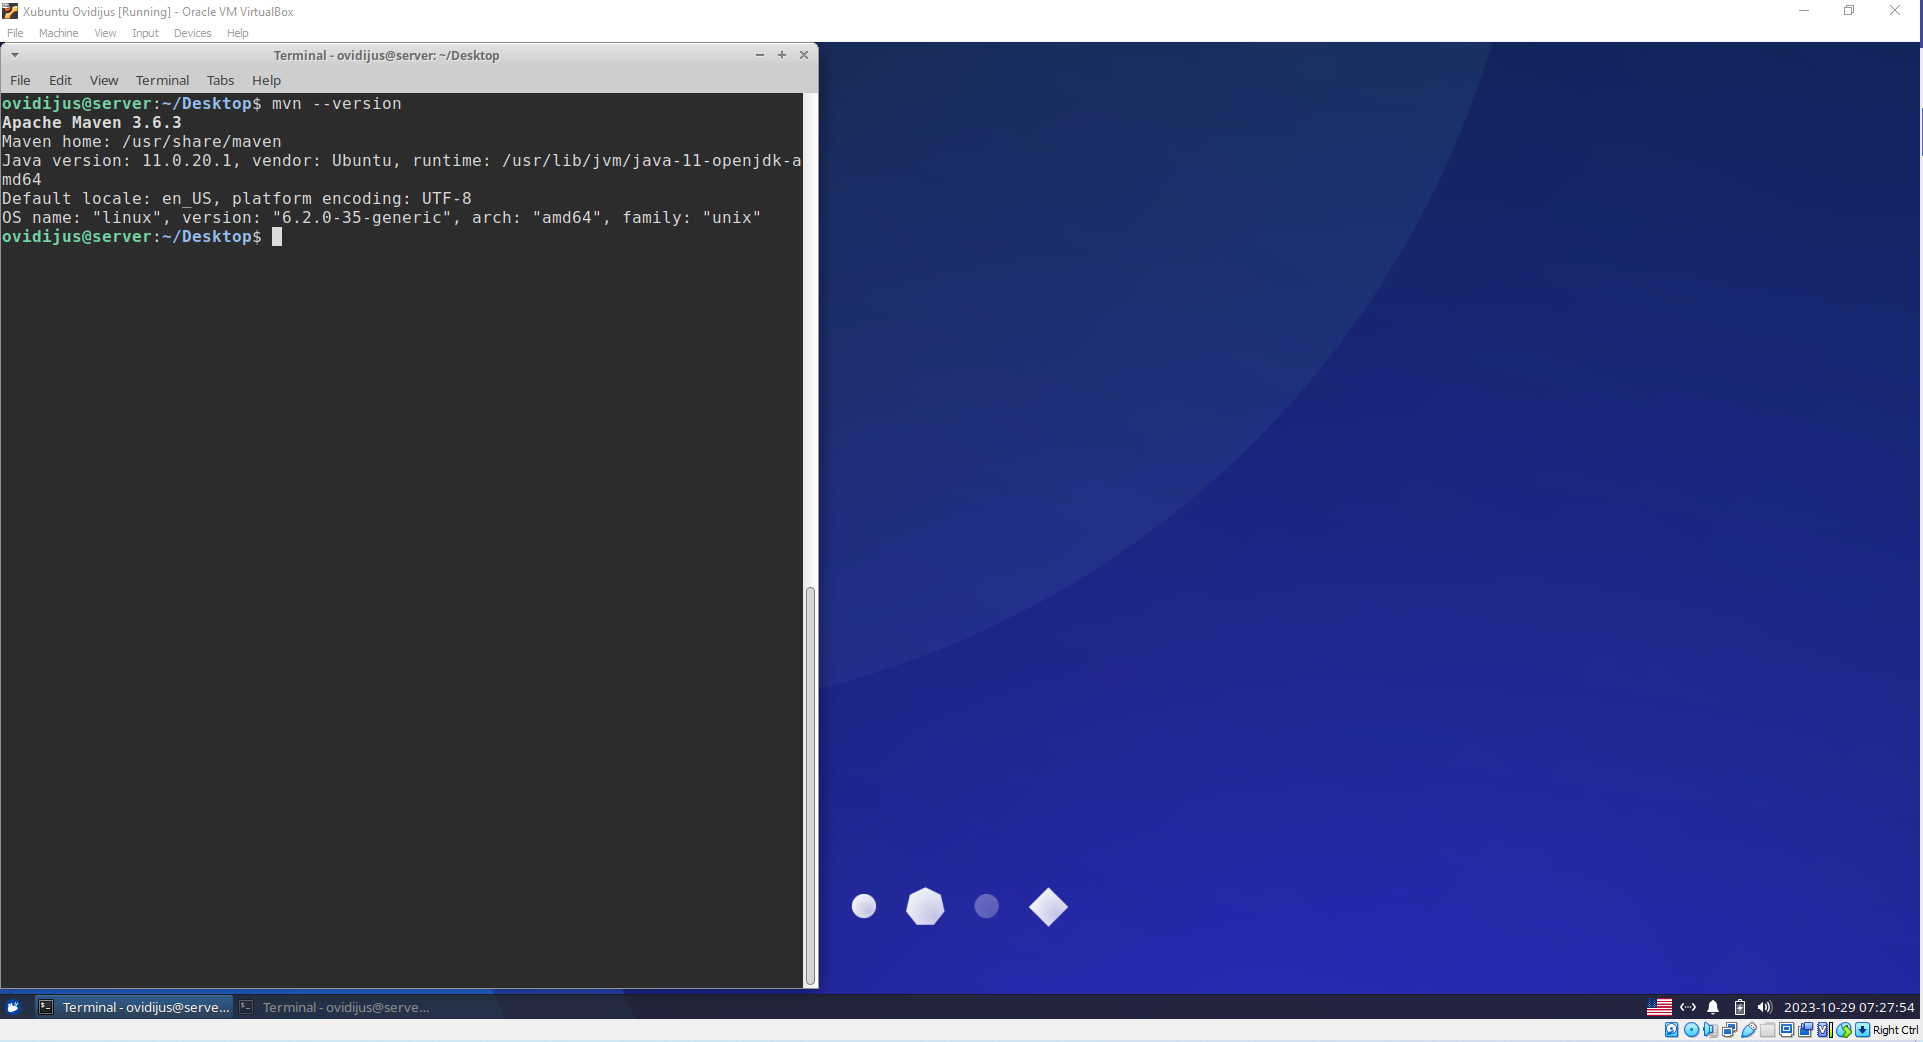 Xubuntu Ovidijus [Running] - Oracle VM VirtualBox
File Machine View Input Devices Help
Terminal - ovidijus@server: ~/Desktop
File Edit View Terminal Tabs Help
ovidijus@server:~/Desktop$ mvn --version
Apache Maven 3.6.3
Maven home: /usr/share/maven
Java version: 11.0.20.1, vendor: Ubuntu, runtime: /usr/lib/jvm/java-11-openjdk-a
md64
Default locale: en_US, platform encoding: UTF-8
OS name: "linux", version: "6.2.0-35-generic", arch: "amd64", family: "unix"
ovidijus@server:~/Desktop$
Terminal - ovidijus@serve... Terminal - ovidijus@serve... 2023-10-29 07:27:54
Right Ctrl